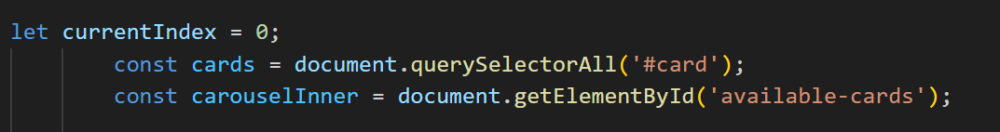 let currentIndex = 0;
const cards = document.querySelectorAll('#card');
const carouselInner = document.getElementById('available-cards');